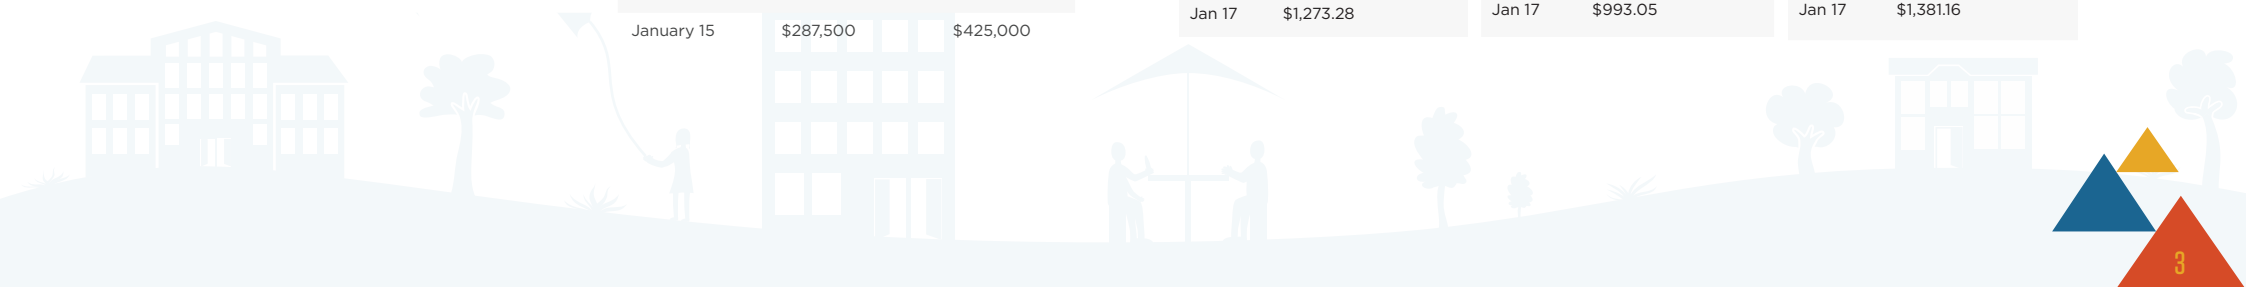 January 15 $287,500 $425,000
Jan 17 $1,273.28
Jan 17 $993.05
Jan 17 $1,381.16
3